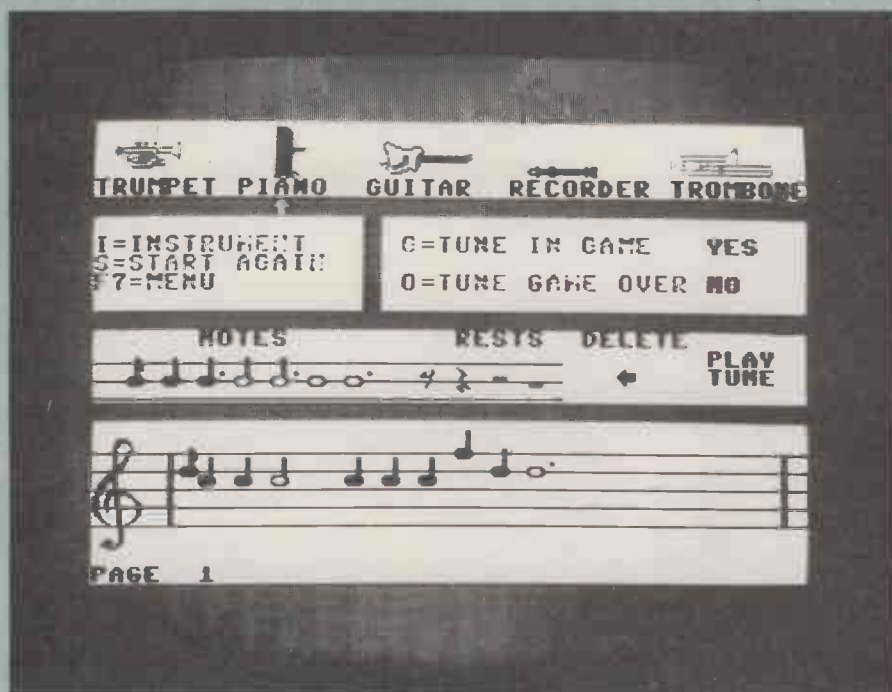 TRUMPET PIANO GUITAR RECORDER TROMBONE
I=INSTRUMENT
S=START AGAIN
F7=MENU
G=TUNE IN GAME YES
O=TUNE GAME OVER NO
NOTES RESTS DELETE
PLAY
TUNE
PAGE 1